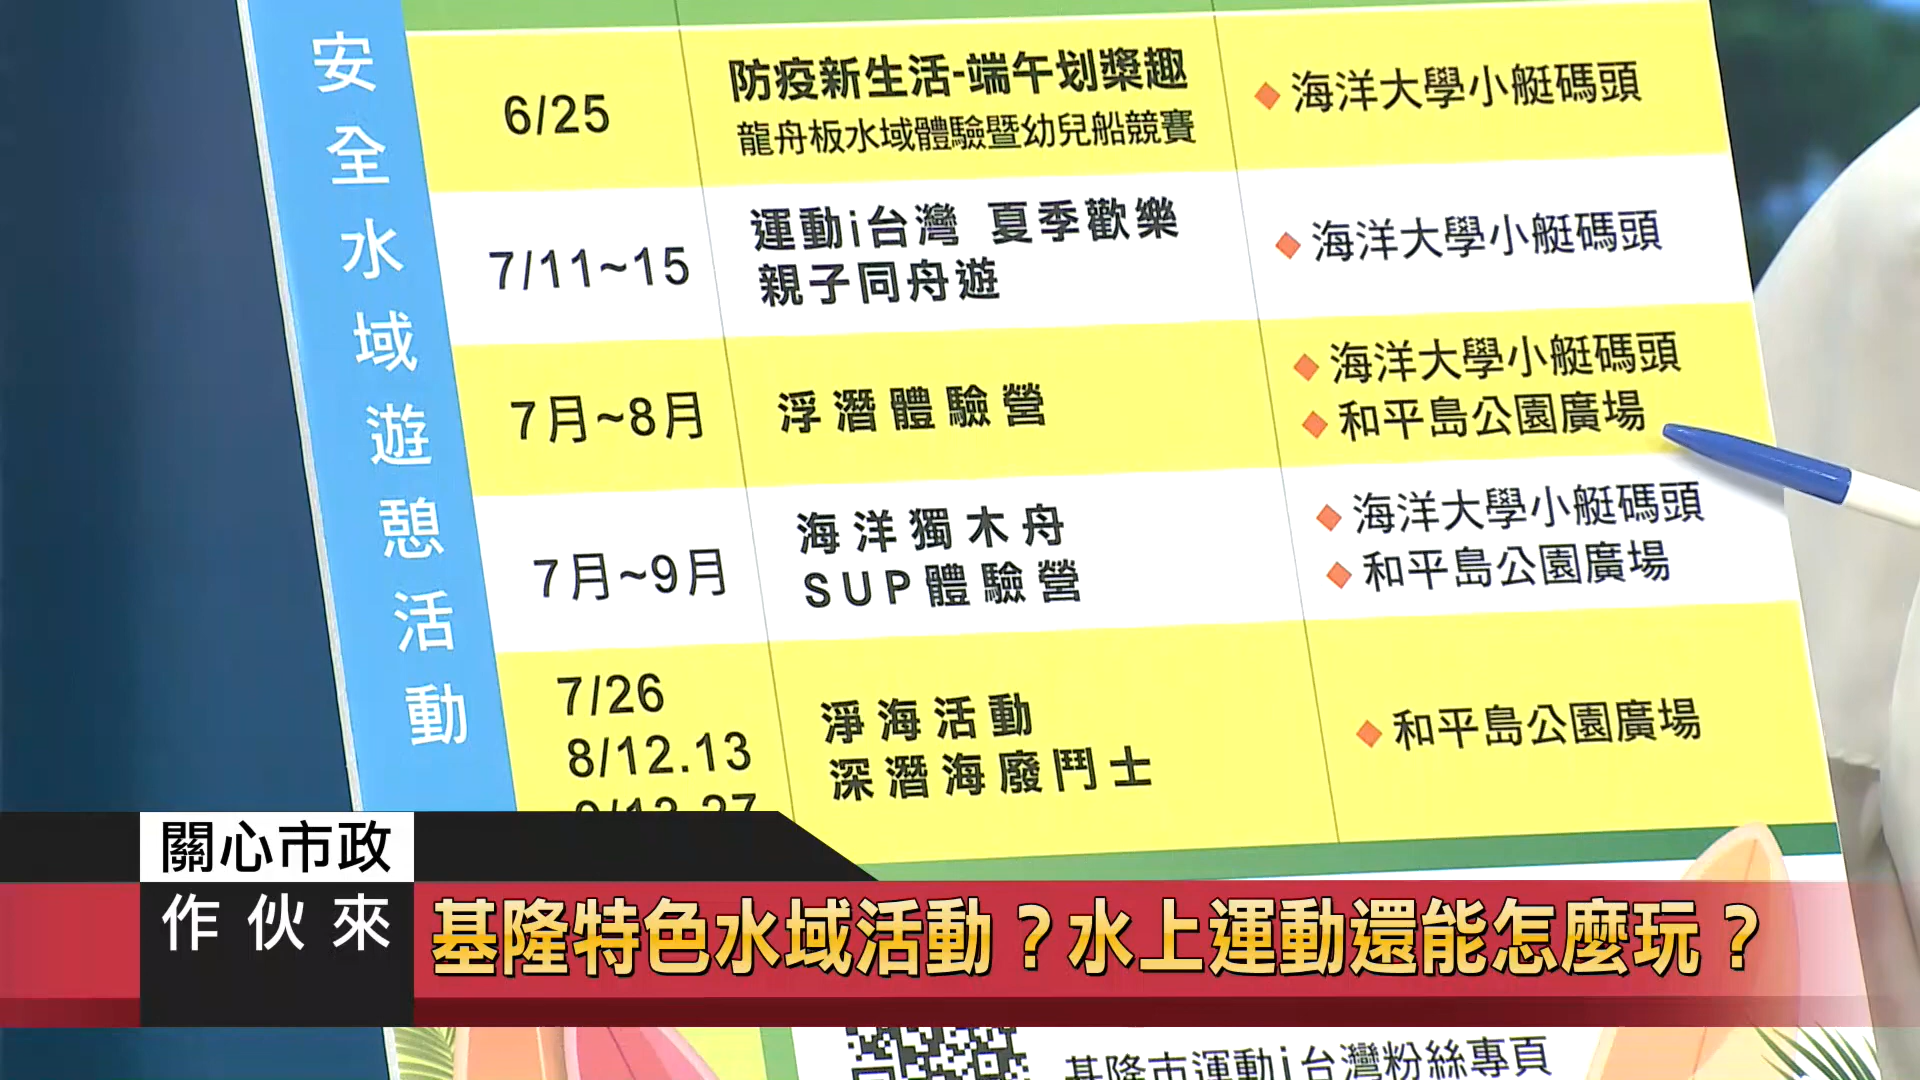 安全水域遊憩活動
6/25
防疫新生活-端午划槳趣
龍舟板水域體驗暨幼兒船競賽
◆ 海洋大學小艇碼頭
7/11~15
運動i台灣 夏季歡樂
親子同舟遊
◆ 海洋大學小艇碼頭
7月~8月
浮潛體驗營
◆ 海洋大學小艇碼頭
◆ 和平島公園廣場
7月~9月
海洋獨木舟
SUP體驗營
◆ 海洋大學小艇碼頭
◆ 和平島公園廣場
7/26
8/12.13
淨海活動
深潛海廢鬥士
◆ 和平島公園廣場
關心市政
作伙來
基隆特色水域活動？水上運動還能怎麼玩？
基隆市運動i台灣粉絲專頁